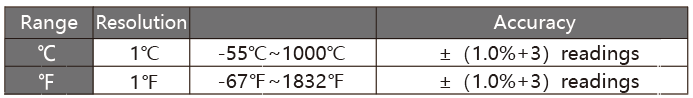 Range Resolution Accuracy
℃ 1℃ -55℃~1000℃ ± (1.0%+3) readings
℉ 1℉ -67℉~1832℉ ± (1.0%+3) readings